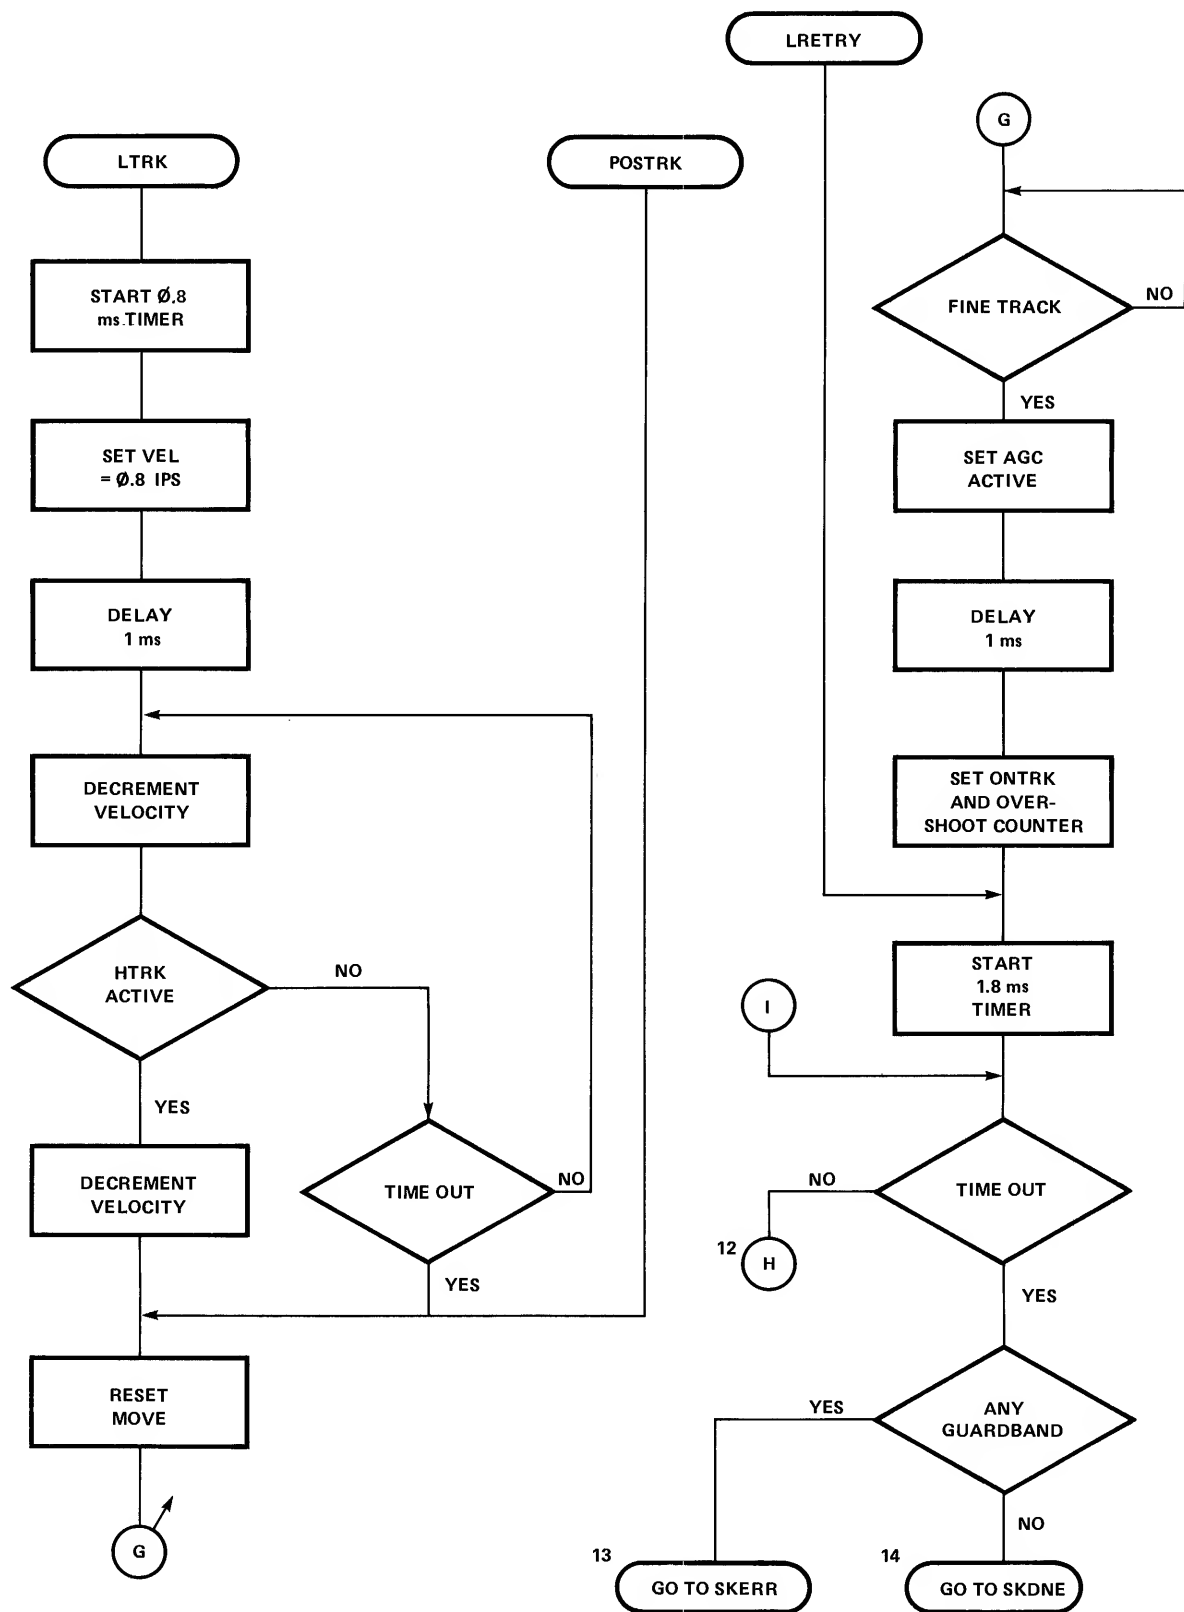 LTRK
START Ø.8
ms TIMER
SET VEL
= Ø.8 IPS
DELAY
1 ms
DECREMENT
VELOCITY
HTRK
ACTIVE
NO
YES
DECREMENT
VELOCITY
TIME OUT
NO
YES
RESET
MOVE
G
POSTRK
LRETRY
G
FINE TRACK
NO
YES
SET AGC
ACTIVE
DELAY
1 ms
SET ONTRK
AND OVER-
SHOOT COUNTER
START
1.8 ms
TIMER
I
TIME OUT
NO
12
H
YES
ANY
GUARDBAND
YES
NO
13
GO TO SKERR
14
GO TO SKDNE